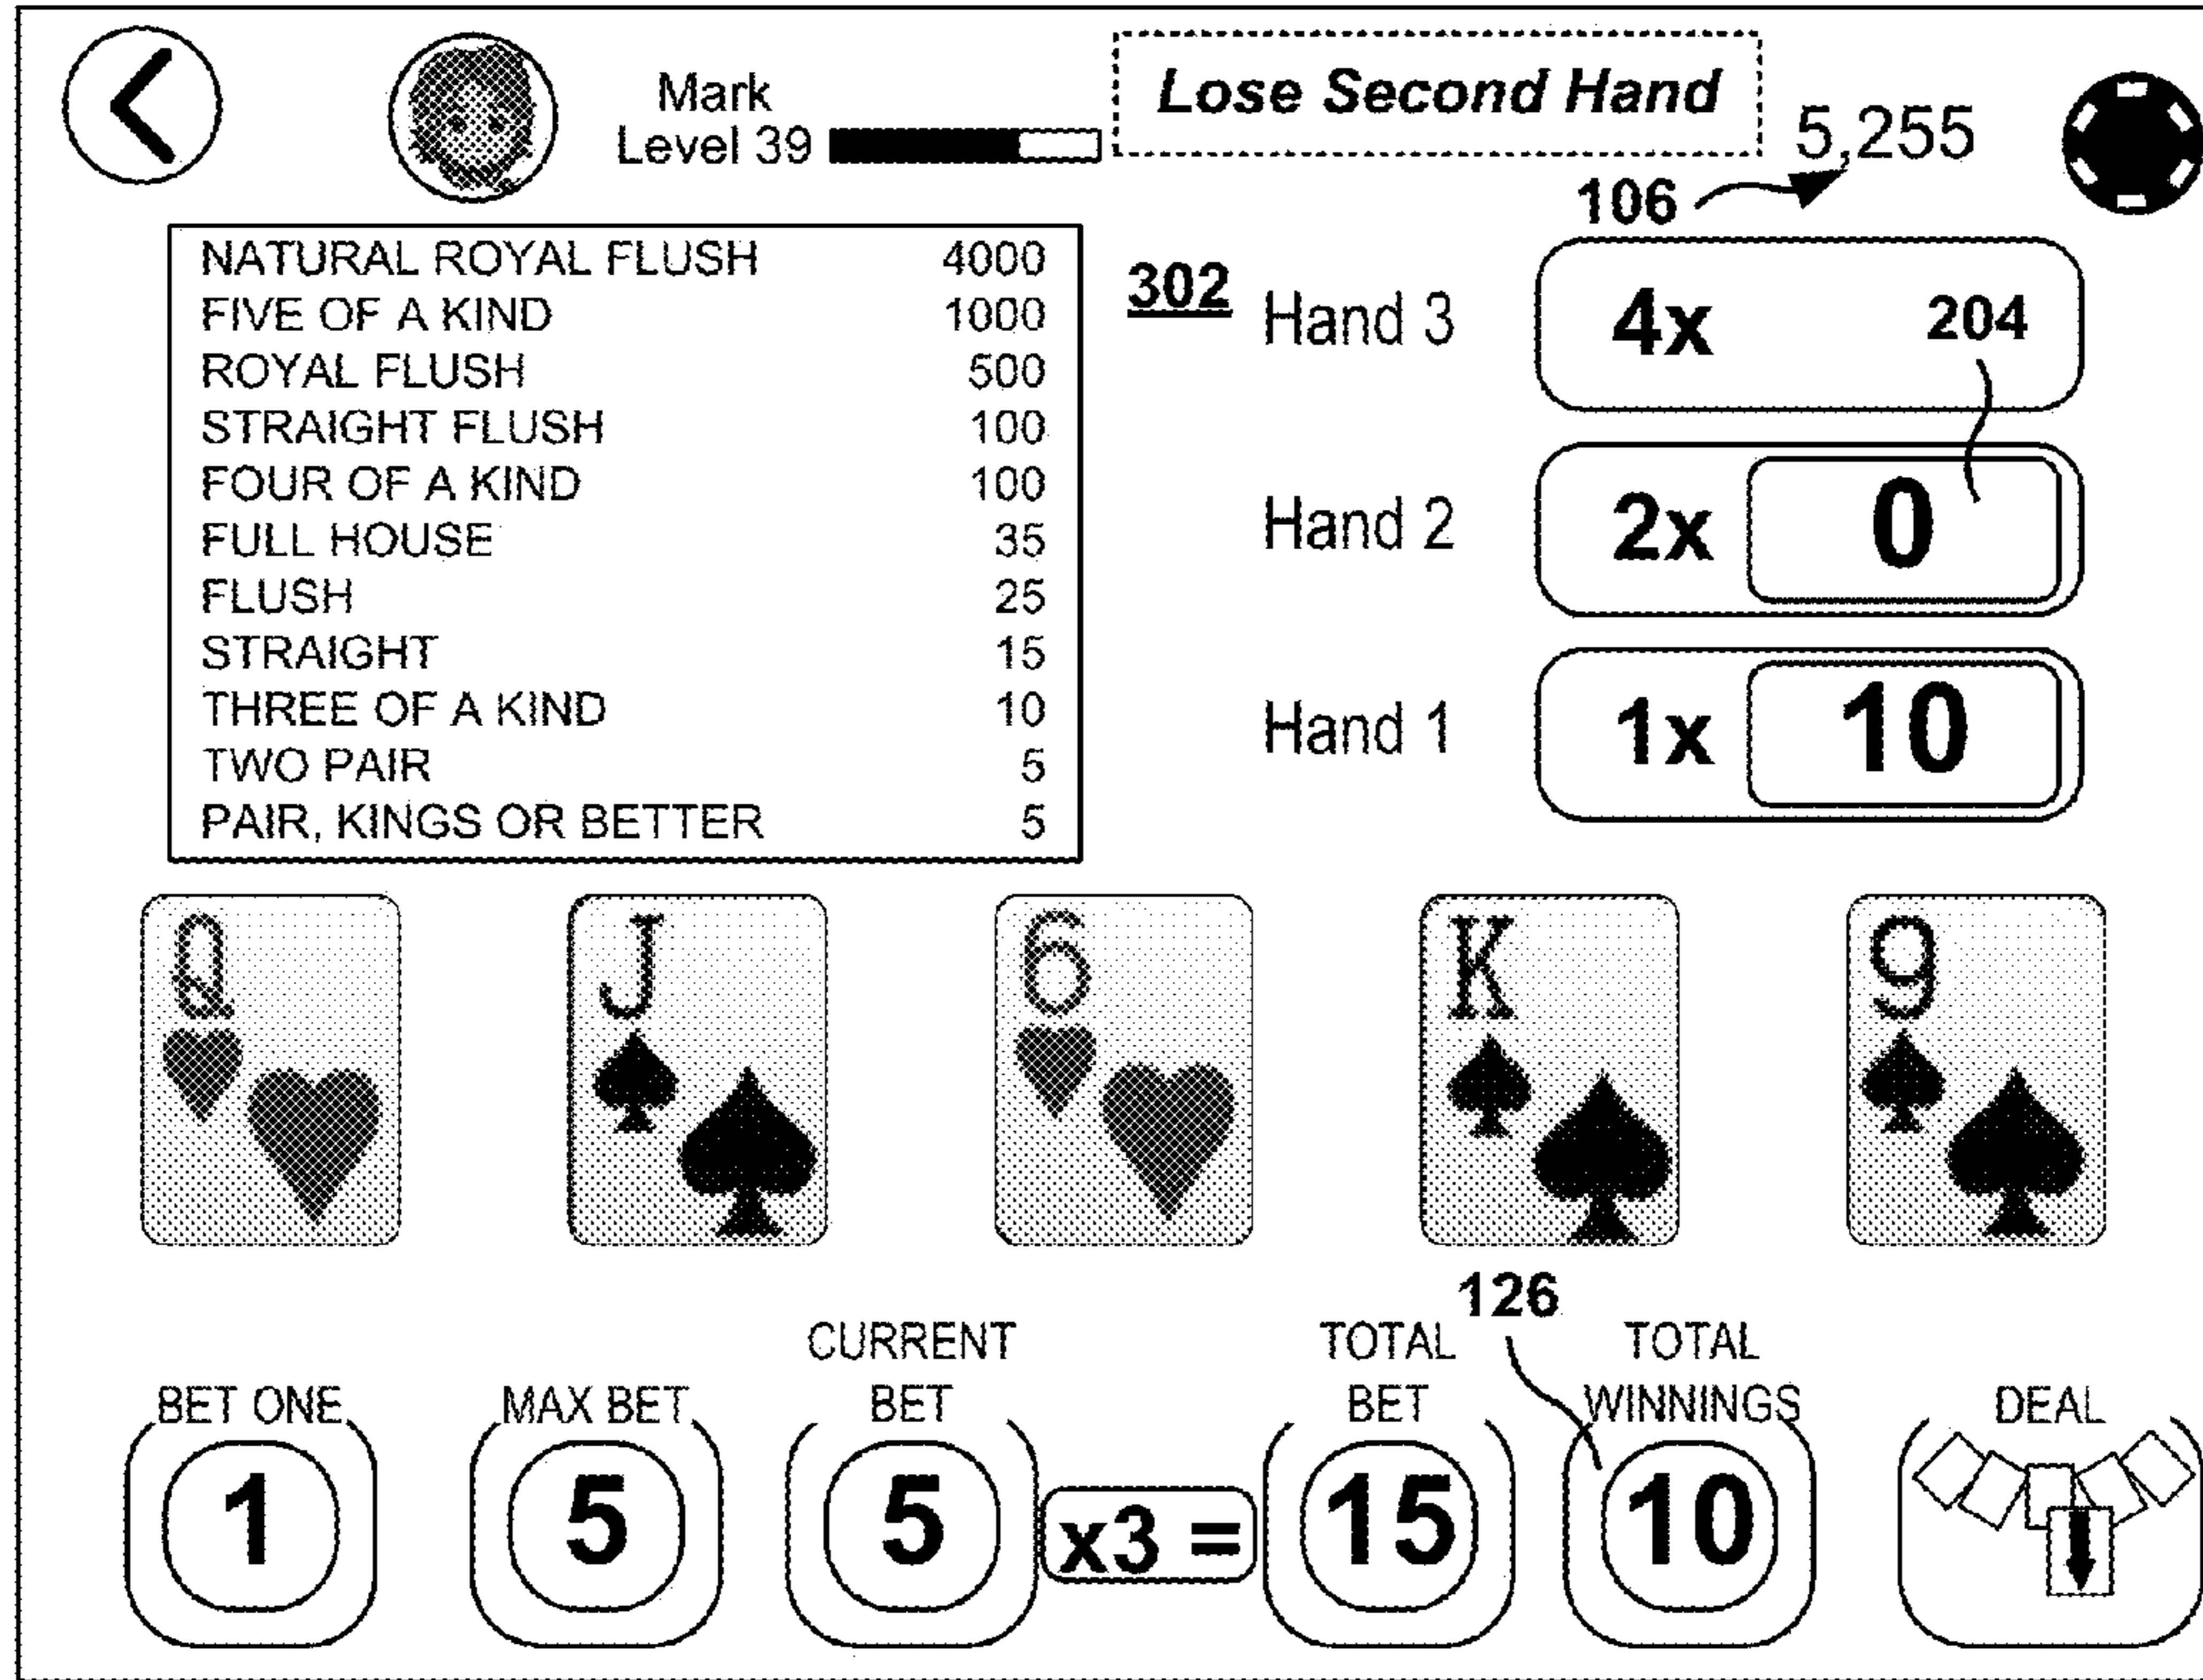 Lose Second Hand
Mark
Level 39
5,255
106
NATURAL ROYAL FLUSH 4000
FIVE OF A KIND 1000
ROYAL FLUSH 500
STRAIGHT FLUSH 100
FOUR OF A KIND 100
FULL HOUSE 35
FLUSH 25
STRAIGHT 15
THREE OF A KIND 10
TWO PAIR 5
PAIR, KINGS OR BETTER 5
302
Hand 3 4x 204
Hand 2 2x 0
Hand 1 1x 10
Q J 6 K 9
126
BET ONE
1
MAX BET
5
CURRENT
BET
5
x3 =
TOTAL
BET
15
TOTAL
WINNINGS
10
DEAL